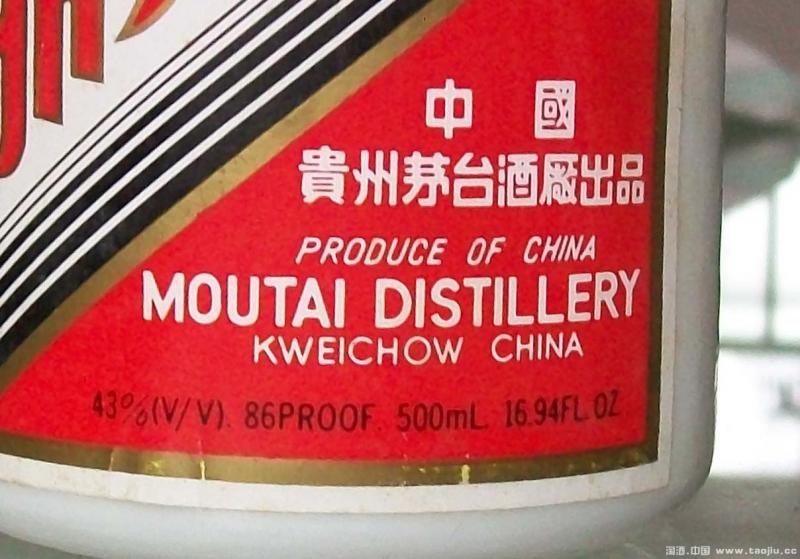 中國
貴州茅台酒廠出品
PRODUCE OF CHINA
MOUTAI DISTILLERY
KWEICHOW CHINA
43%(V/V). 86PROOF. 500mL 16.94FL.OZ
淘酒.中国 www.taojiu.cc